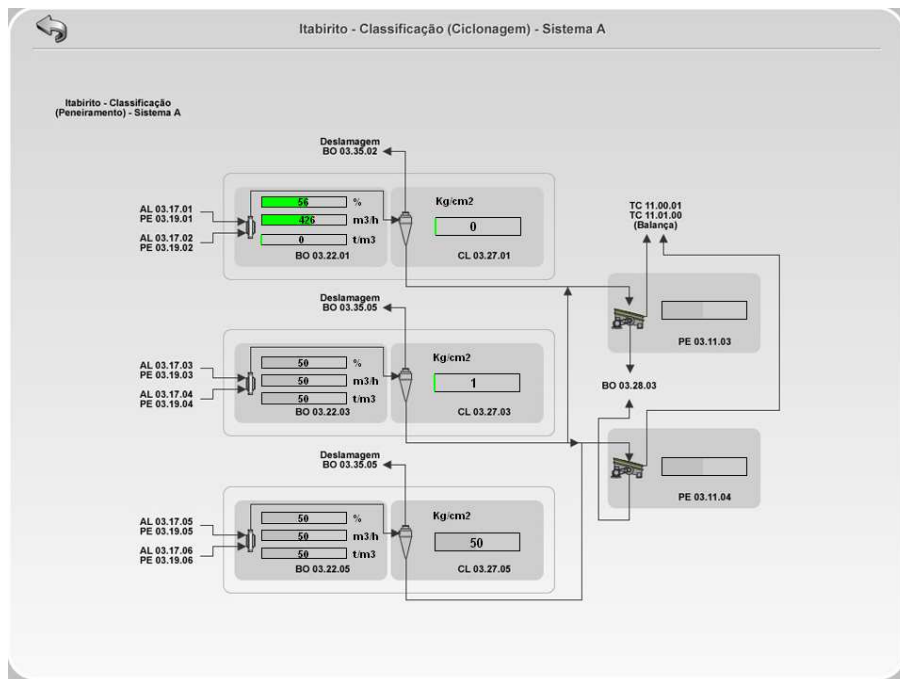 Itabirito - Classificação (Ciclonagem) - Sistema A
Itabirito - Classificação
(Peneiramento) - Sistema A
Deslamagem
BO 03.35.02
AL 03.17.01
PE 03.19.01
AL 03.17.02
PE 03.19.02
56 %
426 m3/h
0 t/m3
BO 03.22.01
Kg/cm2
0
CL 03.27.01
TC 11.00.01
TC 11.01.00
(Balança)
Deslamagem
BO 03.35.05
PE 03.11.03
AL 03.17.03
PE 03.19.03
AL 03.17.04
PE 03.19.04
50 %
50 m3/h
50 t/m3
BO 03.22.03
Kg/cm2
1
CL 03.27.03
BO 03.28.03
Deslamagem
BO 03.35.05
PE 03.11.04
AL 03.17.05
PE 03.19.05
AL 03.17.06
PE 03.19.06
50 %
50 m3/h
50 t/m3
BO 03.22.05
Kg/cm2
50
CL 03.27.05